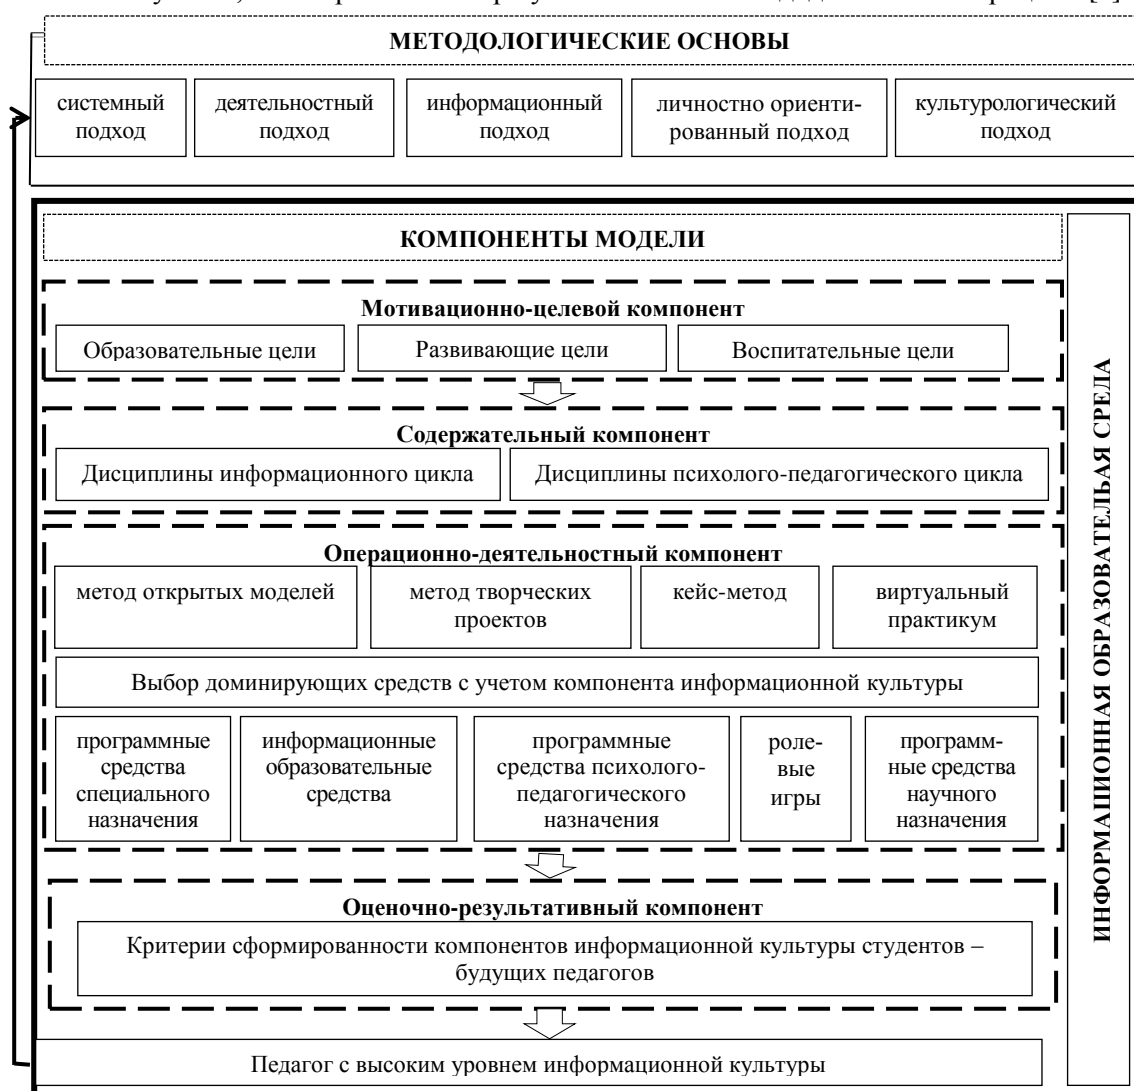 МЕТОДОЛОГИЧЕСКИЕ ОСНОВЫ
системный
подход
деятельностный
подход
информационный
подход
личностно ориенти-
рованный подход
культурологический
подход
КОМПОНЕНТЫ МОДЕЛИ
Мотивационно-целевой компонент
Образовательные цели
Развивающие цели
Воспитательные цели
Содержательный компонент
Дисциплины информационного цикла
Дисциплины психолого-педагогического цикла
Операционно-деятельностный компонент
метод открытых моделей
метод творческих
проектов
кейс-метод
виртуальный
практикум
Выбор доминирующих средств с учетом компонента информационной культуры
программные
средства
специального
назначения
информационные
образовательные
средства
программные
средства психолого-
педагогического
назначения
роле-
вые
игры
программ-
ные средства
научного
назначения
Оценочно-результативный компонент
Критерии сформированности компонентов информационной культуры студентов –
будущих педагогов
Педагог с высоким уровнем информационной культуры
ИНФОРМАЦИОННАЯ ОБРАЗОВАТЕЛЬАЯ СРЕДА